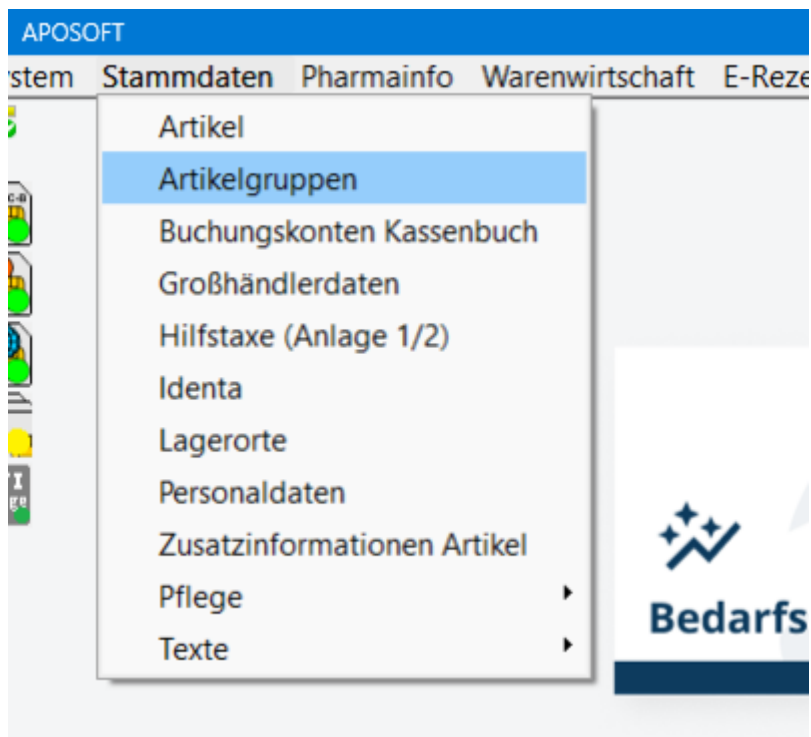 APOSOFT
ystem Stammdaten Pharmainfo Warenwirtschaft E-Reze
Artikel
Artikelgruppen
Buchungskonten Kassenbuch
Großhändlerdaten
Hilfstaxe (Anlage 1/2)
Identa
Lagerorte
Personaldaten
Zusatzinformationen Artikel
Pflege
Texte
Bedarfs